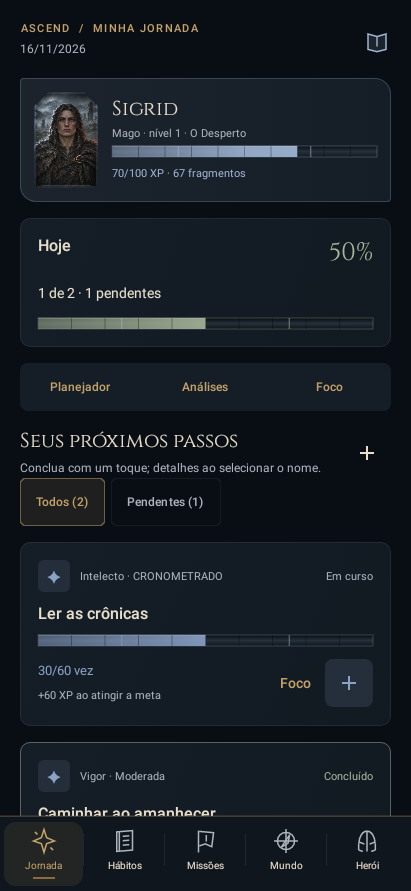 ASCEND / MINHA JORNADA
16/11/2026
Sigrid
Mago · nível 1 · O Desperto
70/100 XP · 67 fragmentos
Hoje
50%
1 de 2 · 1 pendentes
Planejador
Análises
Foco
Seus próximos passos
Conclua com um toque; detalhes ao selecionar o nome.
Todos (2)
Pendentes (1)
Intelecto · CRONOMETRADO
Em curso
Ler as crônicas
30/60 vez
+60 XP ao atingir a meta
Foco
Vigor · Moderada
Concluído
Caminhar ao amanhecer
Jornada
Hábitos
Missões
Mundo
Herói